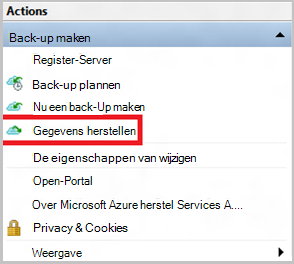 Actions
Back-up maken
Register-Server
Back-up plannen
Nu een back-Up maken
Gegevens herstellen
De eigenschappen van wijzigen
Open-Portal
Over Microsoft Azure herstel Services A....
Privacy & Cookies
Weergave